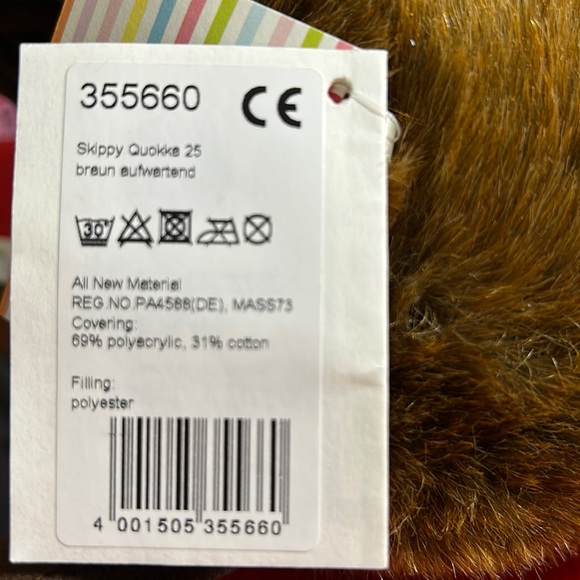 355660 CE
Skippy Quokka 25
braun aufwartend
30°
All New Material
REG.NO.PA4588(DE), MASS73
Covering:
69% polyacrylic, 31% cotton
Filling:
polyester
4 001505 355660